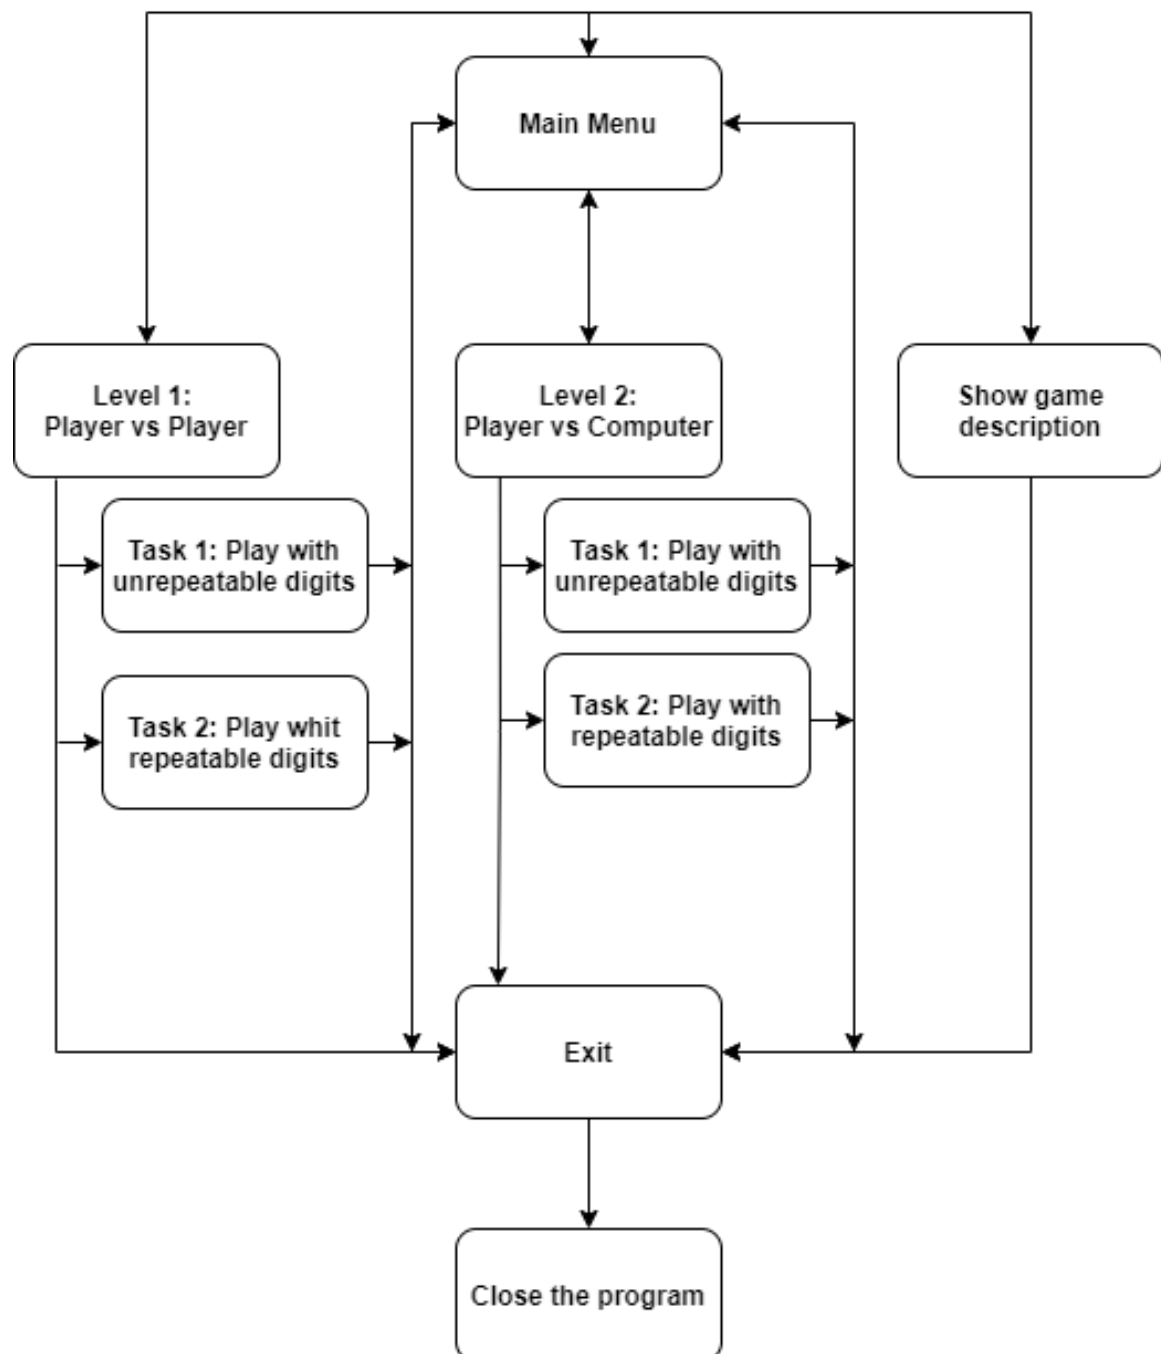 Main Menu
Level 1:
Player vs Player
Level 2:
Player vs Computer
Show game
description
Task 1: Play with
unrepeatable digits
Task 1: Play with
unrepeatable digits
Task 2: Play whit
repeatable digits
Task 2: Play with
repeatable digits
Exit
Close the program